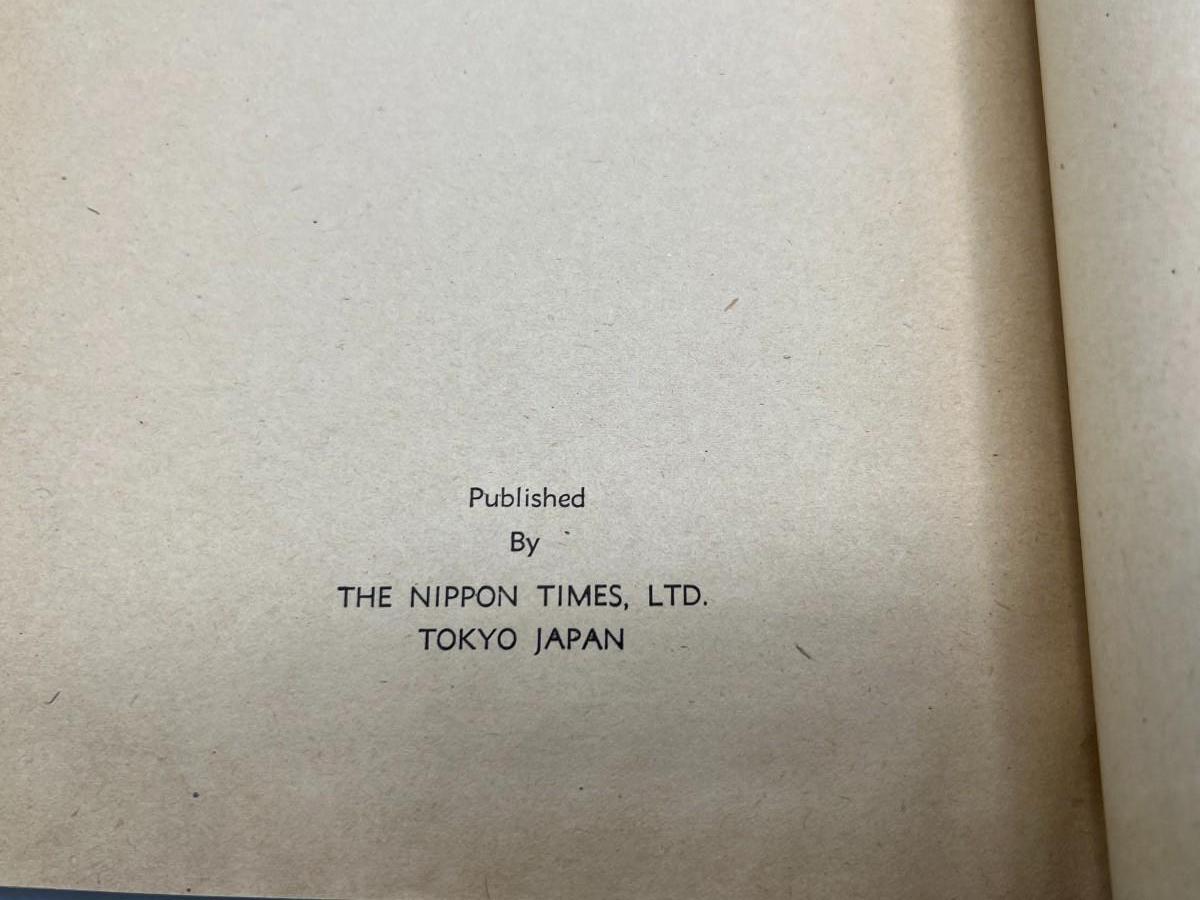 Published
By
THE NIPPON TIMES, LTD.
TOKYO JAPAN